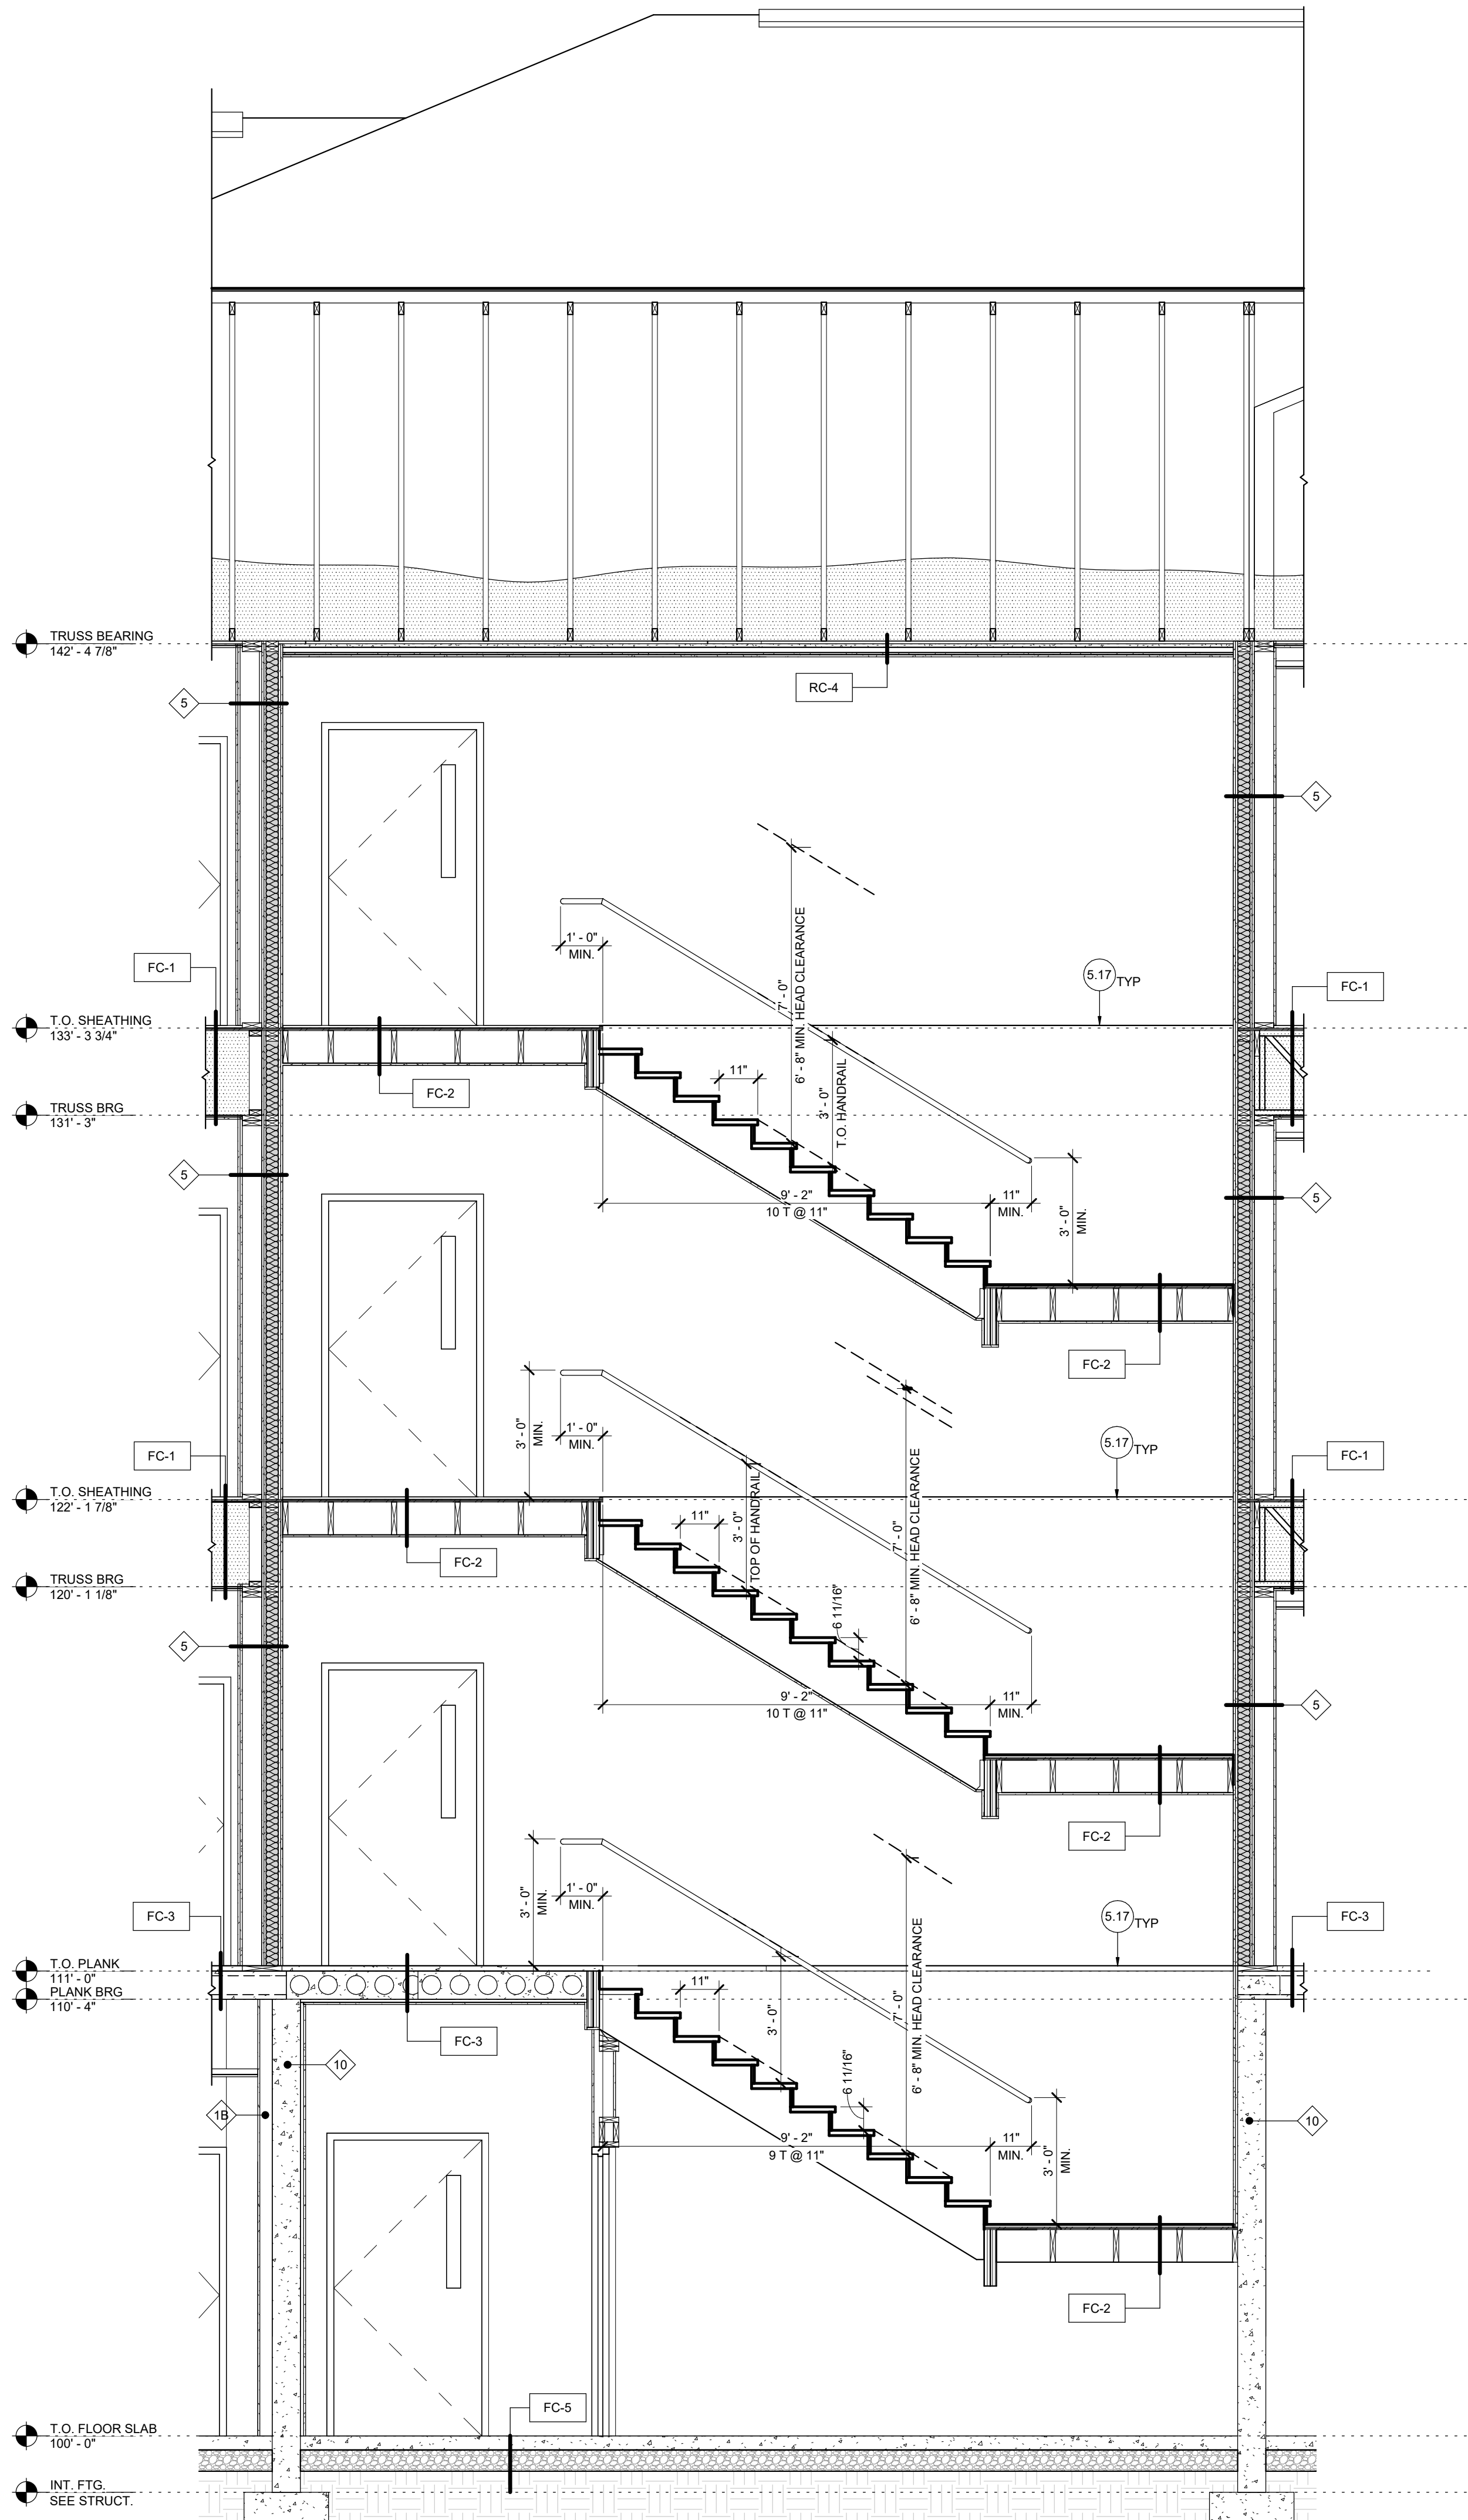 TRUSS BEARING
142' - 4 7/8"
RC-4
5
5
7' - 0"
6' - 8" MIN. HEAD CLEARANCE
1' - 0"
MIN.
FC-1
5.17 TYP
FC-1
T.O. SHEATHING
133' - 3 3/4"
11"
3' - 0"
T.O. HANDRAIL
FC-2
TRUSS BRG
131' - 3"
5
9' - 2"
10 T @ 11"
11"
MIN.
3' - 0"
MIN.
5
FC-2
3' - 0"
MIN.
1' - 0"
MIN.
FC-1
5.17 TYP
FC-1
T.O. SHEATHING
122' - 1 7/8"
11"
3' - 0"
TOP OF HANDRAIL
7' - 0"
6' - 8" MIN. HEAD CLEARANCE
FC-2
TRUSS BRG
120' - 1 1/8"
6 11/16"
5
9' - 2"
10 T @ 11"
11"
MIN.
5
FC-2
3' - 0"
MIN.
1' - 0"
MIN.
FC-3
5.17 TYP
FC-3
T.O. PLANK
111' - 0"
PLANK BRG
110' - 4"
11"
3' - 0"
7' - 0"
6' - 8" MIN. HEAD CLEARANCE
FC-3
10
6 11/16"
1B
10
9' - 2"
9 T @ 11"
11"
MIN.
3' - 0"
MIN.
FC-2
FC-5
T.O. FLOOR SLAB
100' - 0"
INT. FTG.
SEE STRUCT.